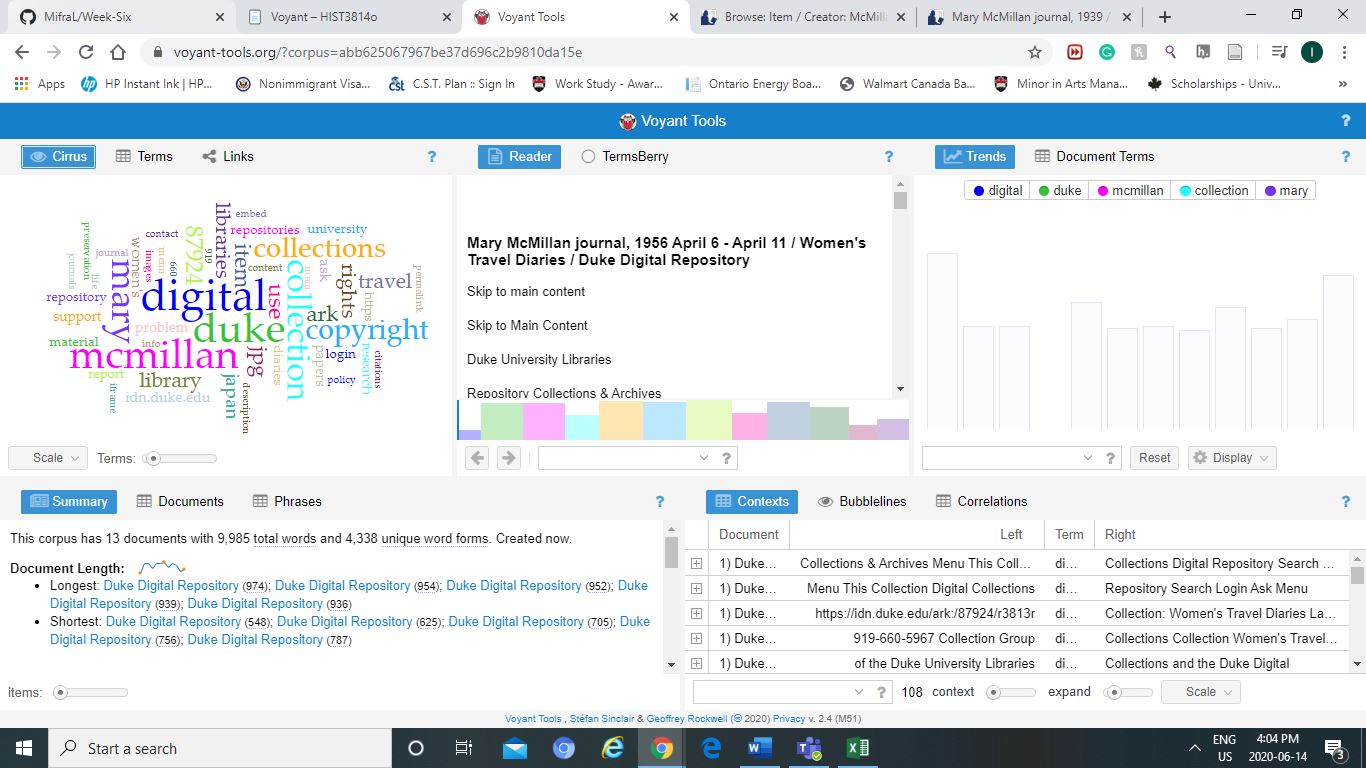 MifraL/Week-Six
Voyant – HIST3814o
Voyant Tools
Browse: Item / Creator: McMill
Mary McMillan journal, 1939 /
voyant-tools.org/?corpus=abb625067967be37d696c2b9810da15e
Apps
HP Instant Ink | HP...
Nonimmigrant Visa...
C.S.T. Plan :: Sign In
Work Study - Awar...
Ontario Energy Boa...
Walmart Canada Ba...
Minor in Arts Mana...
Scholarships - Univ...
»
Voyant Tools
?
Cirrus
Terms
Links
?
Reader
TermsBerry
?
Trends
Document Terms
?
libraries
embed
repositories
university
preservation
contact
87924
919
item
collections
women's
images
mem
660
content
journal
journals
life
mary
digital
use
collection
main
ask
rights
https
travel
permalink
repository
support
problem
duke
ark
copyright
material
info
mcmillan
jpg
diaries
papers
login
research
citations
report
library
policy
iframe
idn.duke.edu
japan
description
Scale
Terms:
Mary McMillan journal, 1956 April 6 - April 11 / Women's
Travel Diaries / Duke Digital Repository
Skip to main content
Skip to Main Content
Duke University Libraries
Repository Collections & Archives
?
digital
duke
mcmillan
collection
mary
?
Reset
Display
Summary
Documents
Phrases
?
This corpus has 13 documents with 9,985 total words and 4,338 unique word forms. Created now.
Document Length:
Longest: Duke Digital Repository (974); Duke Digital Repository (954); Duke Digital Repository (952); Duke
Digital Repository (939); Duke Digital Repository (936)
Shortest: Duke Digital Repository (548); Duke Digital Repository (625); Duke Digital Repository (705); Duke
Digital Repository (756); Duke Digital Repository (787)
items:
Contexts
Bubblelines
Correlations
?
Document Left Term Right
1) Duke... Collections & Archives Menu This Coll... di... Collections Digital Repository Search ...
1) Duke... Menu This Collection Digital Collections di... Repository Search Login Ask Menu
1) Duke... https://idn.duke.edu/ark:/87924/r3813r di... Collection: Women's Travel Diaries La...
1) Duke... 919-660-5967 Collection Group di... Collections Collection Women's Travel...
1) Duke... of the Duke University Libraries di... Collections and the Duke Digital
?
108 context
expand
Scale
Voyant Tools , Stéfan Sinclair & Geoffrey Rockwell (© 2020) Privacy v. 2.4 (M51)
Start a search
ENG
US
4:04 PM
2020-06-14
3